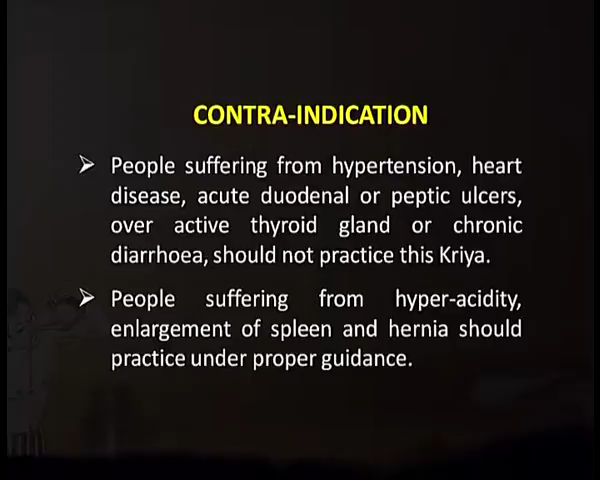 CONTRA-INDICATION
➢ People suffering from hypertension, heart
disease, acute duodenal or peptic ulcers,
over active thyroid gland or chronic
diarrhoea, should not practice this Kriya.
➢ People suffering from hyper-acidity,
enlargement of spleen and hernia should
practice under proper guidance.